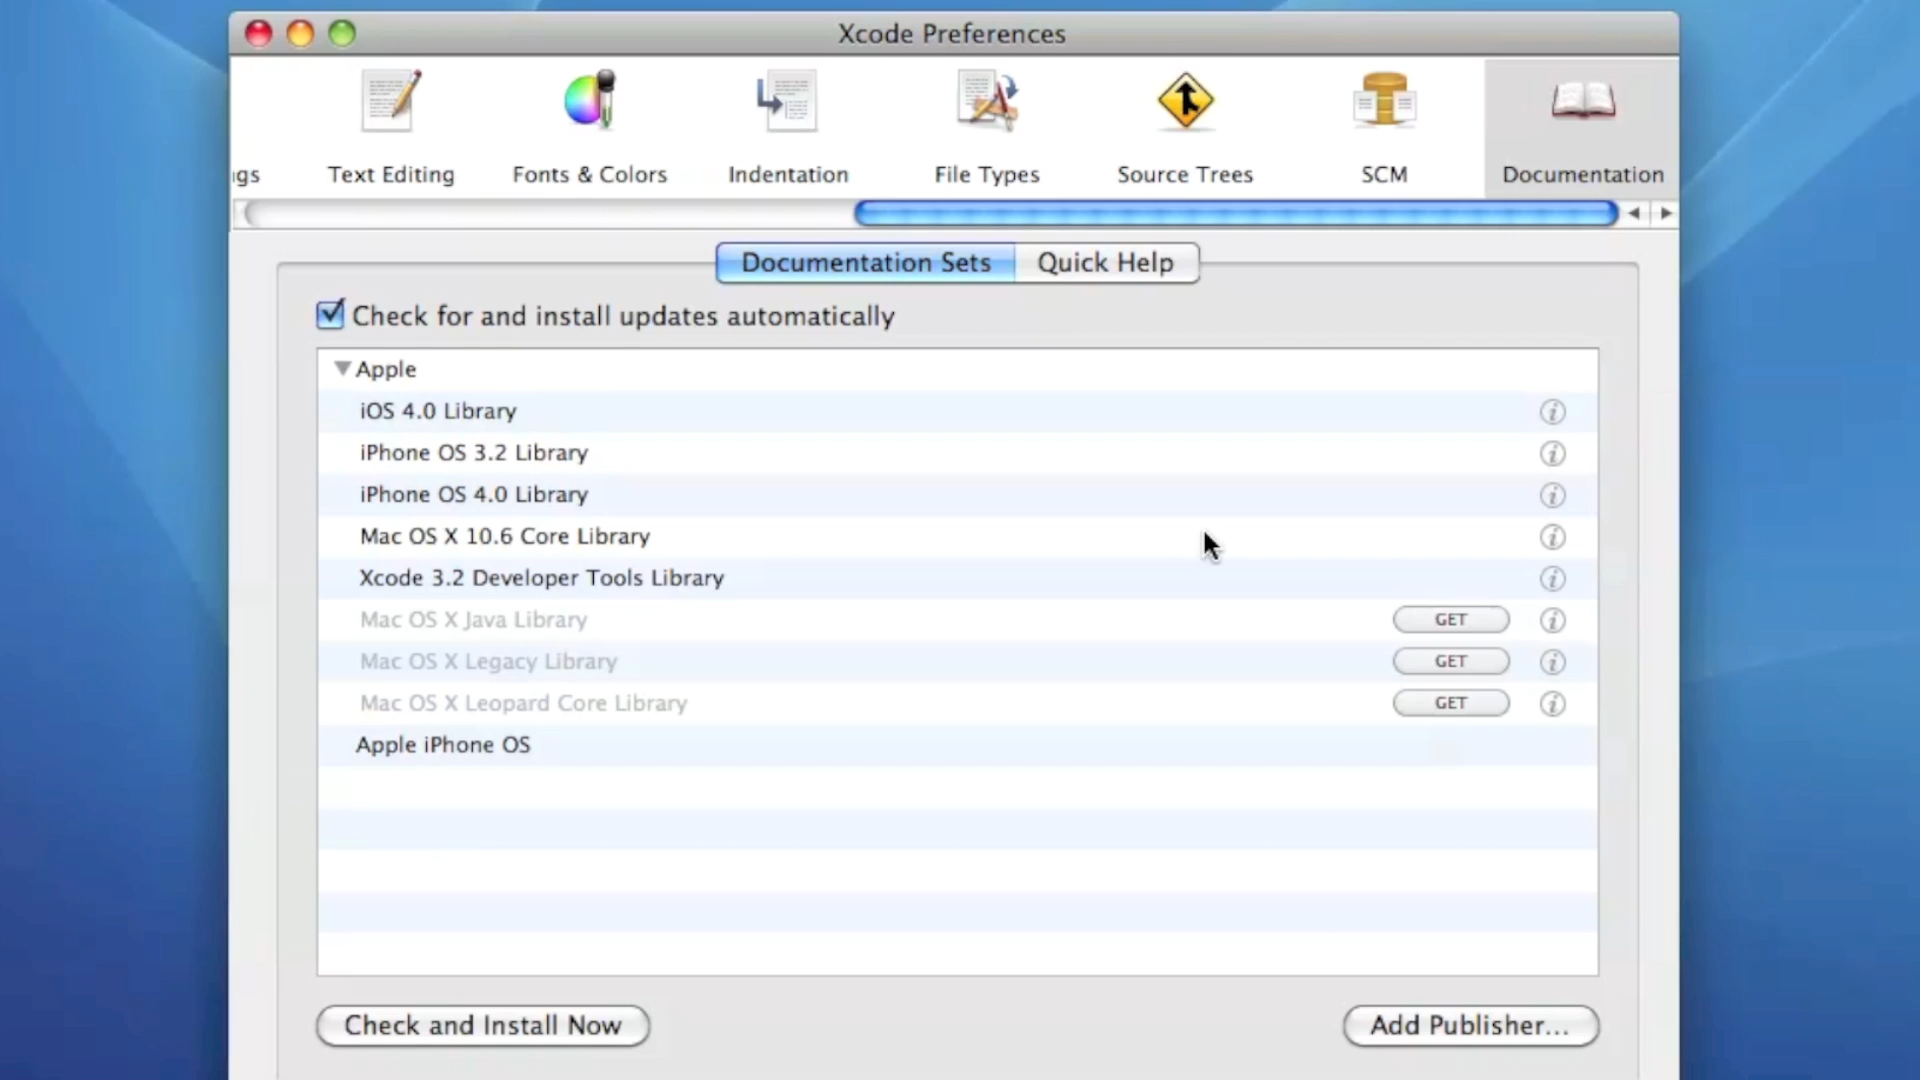 Xcode Preferences
Text Editing
Fonts & Colors
Indentation
File Types
Source Trees
SCM
Documentation
Documentation Sets
Quick Help
Check for and install updates automatically
Apple
iOS 4.0 Library
iPhone OS 3.2 Library
iPhone OS 4.0 Library
Mac OS X 10.6 Core Library
Xcode 3.2 Developer Tools Library
Mac OS X Java Library GET
Mac OS X Legacy Library GET
Mac OS X Leopard Core Library GET
Apple iPhone OS
Check and Install Now
Add Publisher...